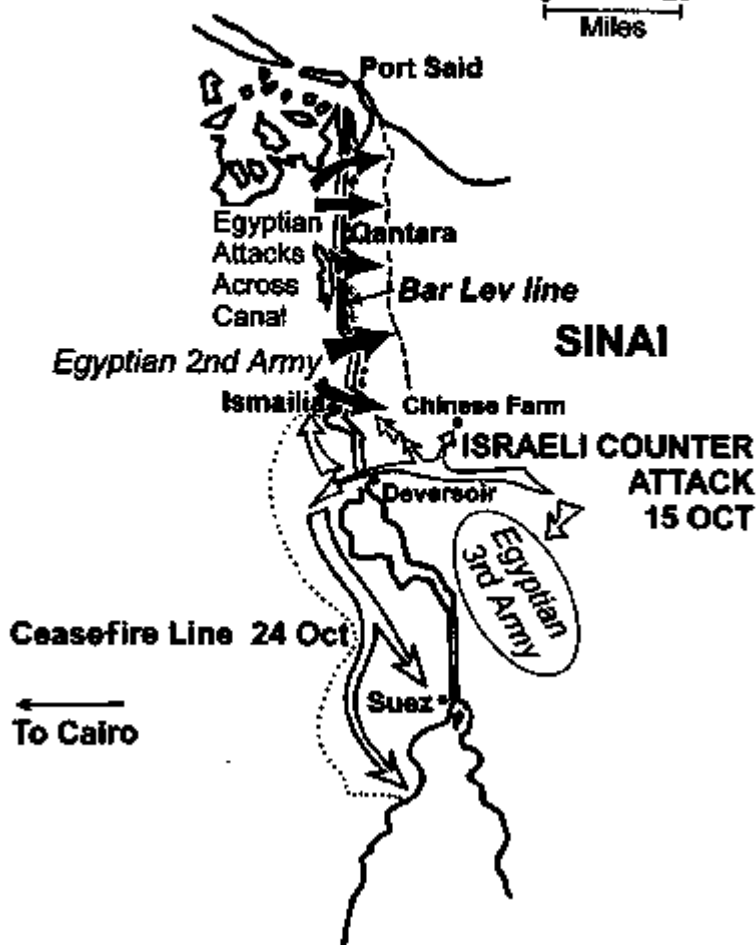 Miles
Port Said
Egyptian
Attacks
Across
Canal
Qantara
Bar Lev line
SINAI
Egyptian 2nd Army
Ismailia
Chinese Farm
ISRAELI COUNTER
ATTACK
15 OCT
Deversoir
Egyptian
3rd Army
Ceasefire Line 24 Oct
Suez
To Cairo